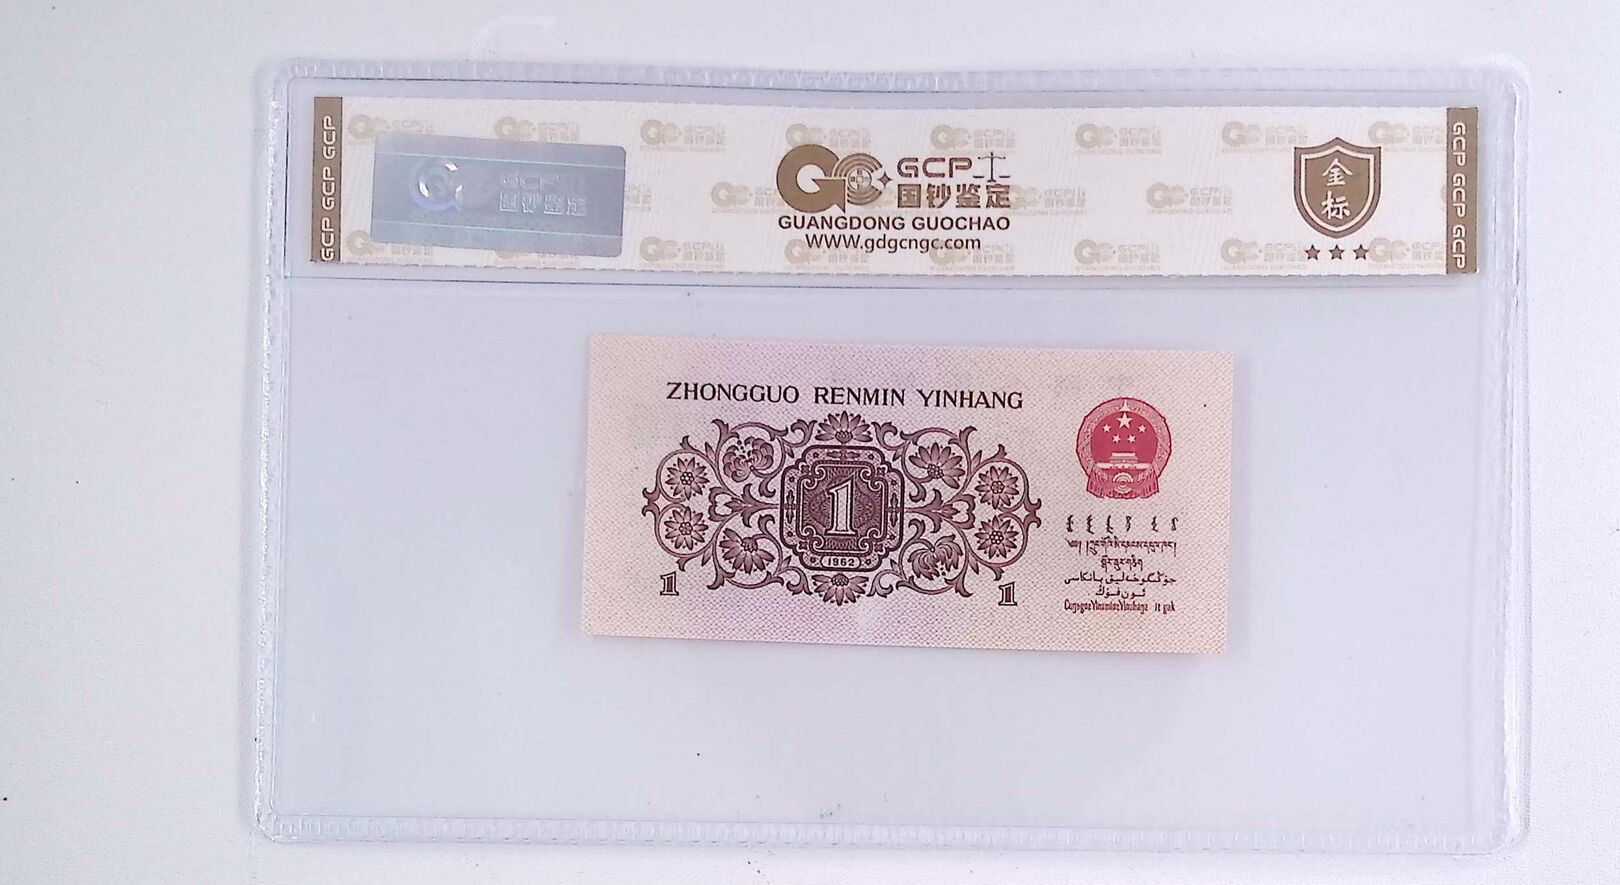 GCP GCP GCP
GCP
国钞鉴定
GUANGDONG GUOCHAO
WWW.gdgcngc.com
金
标
GCP GCP GCP
ZHONGGUO RENMIN YINHANG
1
1962
1
1